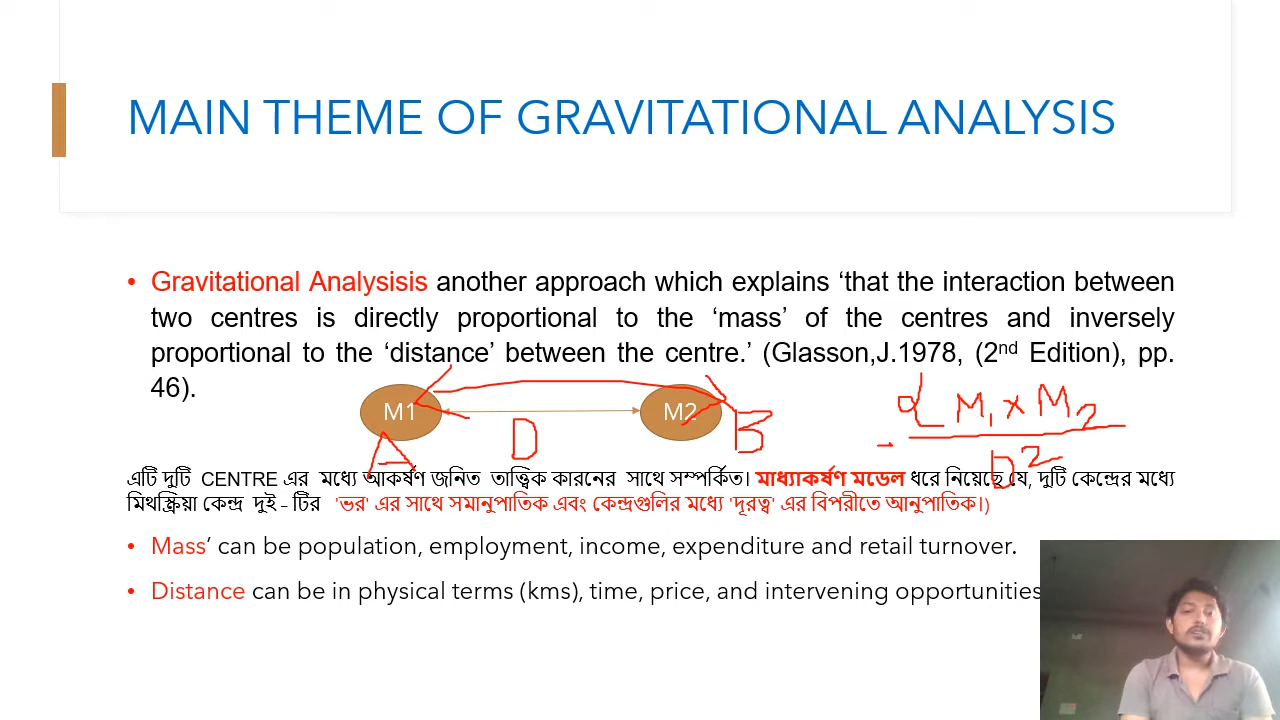 MAIN THEME OF GRAVITATIONAL ANALYSIS
• Gravitational Analysisis another approach which explains ‘that the interaction between
two centres is directly proportional to the ‘mass’ of the centres and inversely
proportional to the ‘distance’ between the centre.’ (Glasson,J.1978, (2nd Edition), pp.
46).
M1 M2
A D B
α M1 x M2
D2
এটি দুটি CENTRE এর মধ্যে আকর্ষণ জনিত তাত্ত্বিক কারনের সাথে সম্পর্কিত। মাধ্যাকর্ষণ মডেল ধরে নিয়েছে যে, দুটি কেন্দ্রের মধ্যে
মিথস্ক্রিয়া কেন্দ্র দুই – টির 'ভর' এর সাথে সমানুপাতিক এবং কেন্দ্রগুলির মধ্যে 'দূরত্ব' এর বিপরীতে আনুপাতিক।)
• Mass’ can be population, employment, income, expenditure and retail turnover.
• Distance can be in physical terms (kms), time, price, and intervening opportunities